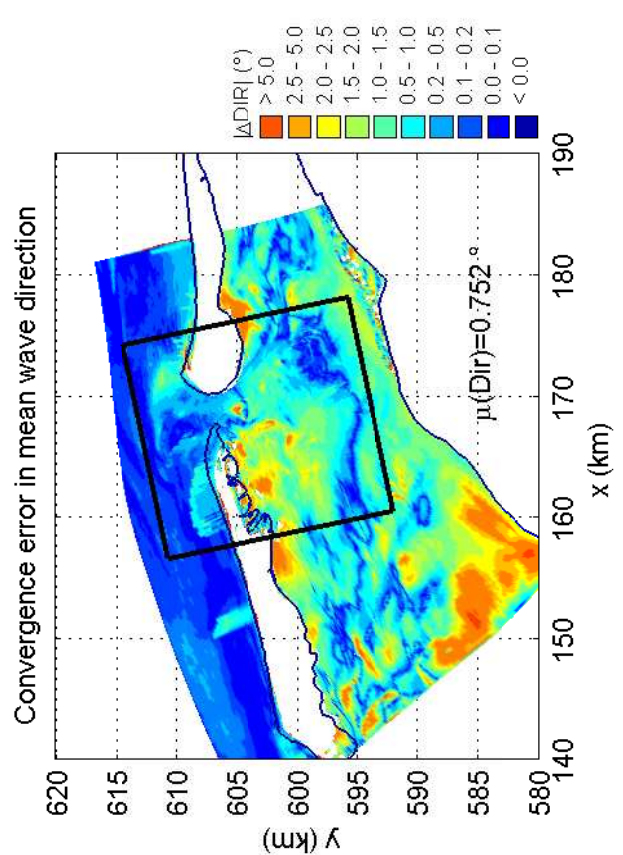 Convergence error in mean wave direction
620
615
610
605
600
595
590
585
580
y (km)
140
150
160
170
180
190
x (km)
μ(Dir)=0.752 °
|ΔDIR| (°)
> 5.0
2.5 - 5.0
2.0 - 2.5
1.5 - 2.0
1.0 - 1.5
0.5 - 1.0
0.2 - 0.5
0.1 - 0.2
0.0 - 0.1
< 0.0